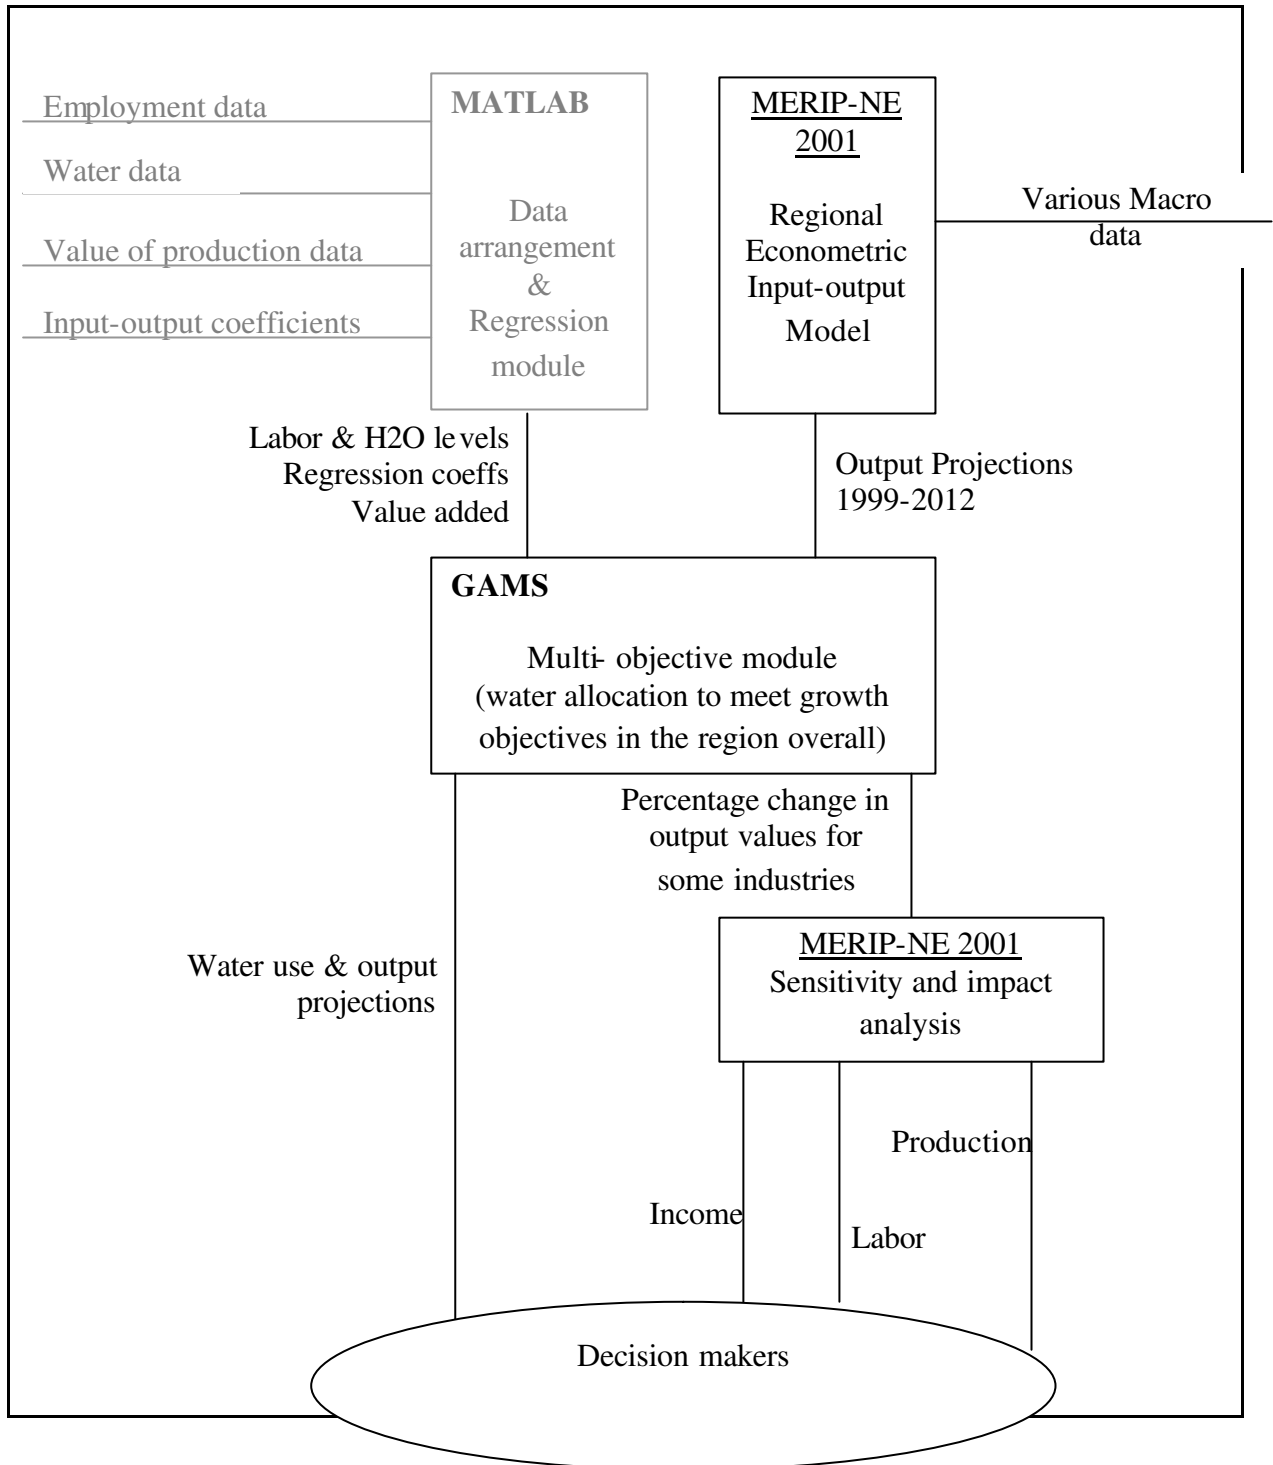 Employment data
Water data
Value of production data
Input-output coefficients
MATLAB
Data
arrangement
&
Regression
module
MERIP-NE
2001
Regional
Econometric
Input-output
Model
Various Macro
data
Labor & H2O levels
Regression coeffs
Value added
Output Projections
1999-2012
GAMS
Multi- objective module
(water allocation to meet growth
objectives in the region overall)
Percentage change in
output values for
some industries
Water use & output
projections
MERIP-NE 2001
Sensitivity and impact
analysis
Production
Income
Labor
Decision makers